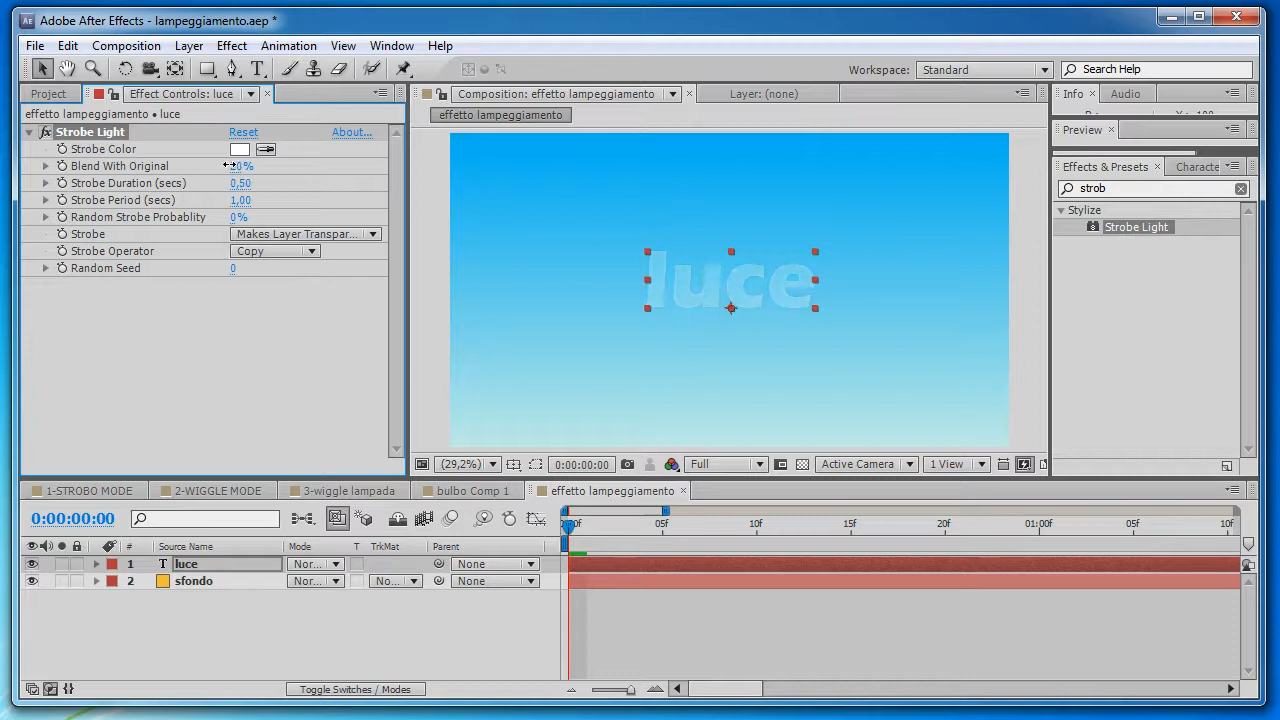 Adobe After Effects - lampeggiamento.aep *
File Edit Composition Layer Effect Animation View Window Help
Workspace: Standard Search Help
Project Effect Controls: luce Composition: effetto lampeggiamento Layer: (none) Info Audio
effetto lampeggiamento • luce
effetto lampeggiamento
Strobe Light Reset About...
Strobe Color
Blend With Original
Strobe Duration (secs) 0,50
Strobe Period (secs) 1,00
Random Strobe Probablity 0%
Strobe Makes Layer Transpar...
Strobe Operator Copy
Random Seed 0
luce
Preview
Effects & Presets Characte
strob
Stylize
Strobe Light
(29,2%) 0:00:00:00 Full Active Camera 1 View
1-STROBO MODE 2-WIGGLE MODE 3-wiggle lampada bulbo Comp 1 effetto lampeggiamento
0:00:00:00
05f 10f 15f 20f 01:00f 05f 10f
# Source Name Mode T TrkMat Parent
1 T luce Nor... None
2 sfondo Nor... No... None
Toggle Switches / Modes